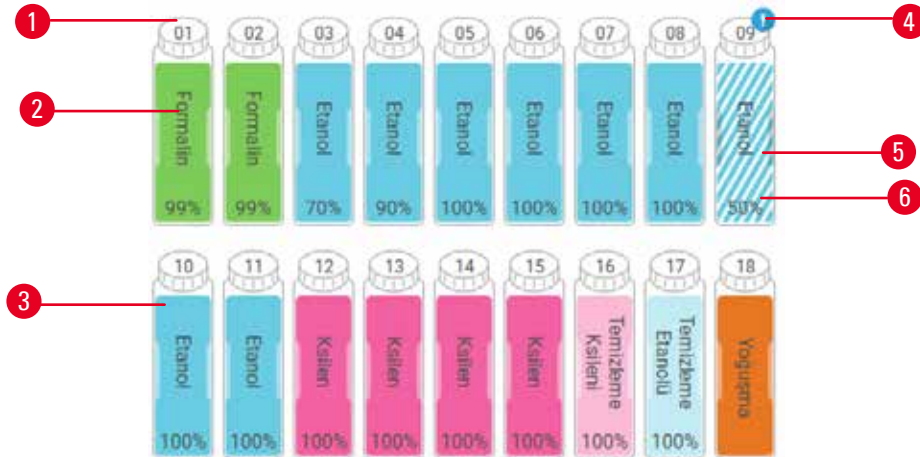 1 01 02 03 04 05 06 07 08 09 4
2 Formalin Formalin Etanol Etanol Etanol Etanol Etanol Etanol Etanol 5
99% 99% 70% 90% 100% 100% 100% 100% 50% 6
10 11 12 13 14 15 16 17 18
3 Etanol Etanol Ksilen Ksilen Ksilen Ksilen Temizleme Ksileni Temizleme Etanolü Yoğuşma
100% 100% 100% 100% 100% 100% 100% 100%